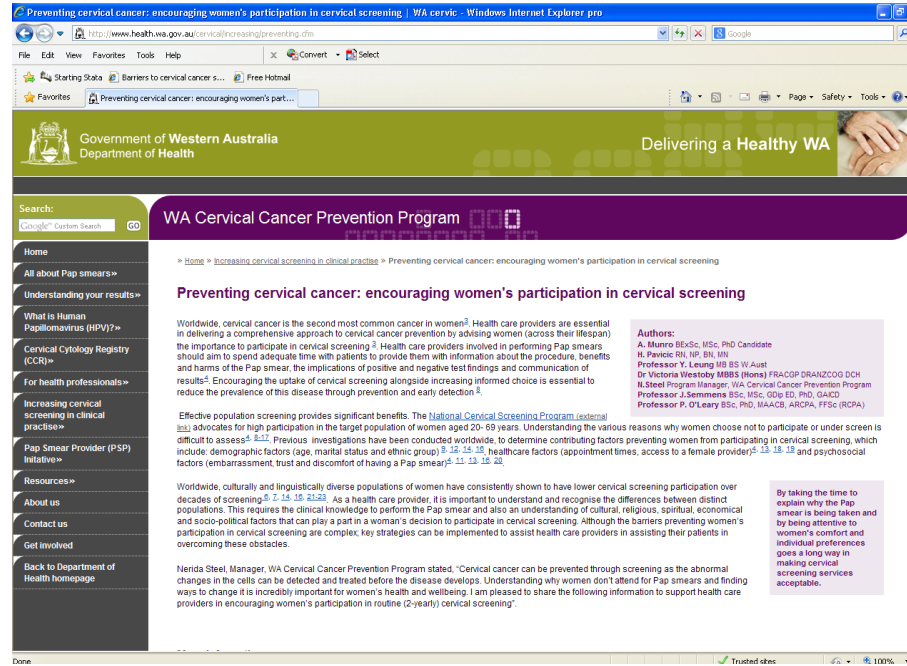 Preventing cervical cancer: encouraging women's participation in cervical screening | WA cervic - Windows Internet Explorer pro
http://www.health.wa.gov.au/cervical/increasing/preventing.cfm
Google
File Edit View Favorites Tools Help
x Convert Select
Starting Stata Barriers to cervical cancer s... Free Hotmail
Favorites Preventing cervical cancer: encouraging women's part...
Page Safety Tools
Government of Western Australia
Department of Health
Delivering a Healthy WA
Search:
Google™ Custom Search GO
WA Cervical Cancer Prevention Program
Home
All about Pap smears»
Understanding your results»
What is Human
Papillomavirus (HPV)?»
Cervical Cytology Registry
(CCR)»
For health professionals»
Increasing cervical
screening in clinical
practise»
Pap Smear Provider (PSP)
Initative»
Resources»
About us
Contact us
Get involved
Back to Department of
Health homepage
» Home » Increasing cervical screening in clinical practise » Preventing cervical cancer: encouraging women's participation in cervical screening
Preventing cervical cancer: encouraging women's participation in cervical screening
Worldwide, cervical cancer is the second most common cancer in women3. Health care providers are essential
in delivering a comprehensive approach to cervical cancer prevention by advising women (across their lifespan)
the importance to participate in cervical screening 3. Health care providers involved in performing Pap smears
should aim to spend adequate time with patients to provide them with information about the procedure, benefits
and harms of the Pap smear, the implications of positive and negative test findings and communication of
results4. Encouraging the uptake of cervical screening alongside increasing informed choice is essential to
reduce the prevalence of this disease through prevention and early detection 8.
Authors:
A. Munro BExSc, MSc, PhD Candidate
H. Pavicic RN, NP, BN, MN
Professor Y. Leung MB BS W.Aust
Dr Victoria Westoby MBBS (Hons) FRACGP DRANZCOG DCH
N.Steel Program Manager, WA Cervical Cancer Prevention Program
Professor J.Semmens BSc, MSc, GDip ED, PhD, GAICD
Professor P. O'Leary BSc, PhD, MAACB, ARCPA, FFSc (RCPA)
Effective population screening provides significant benefits. The National Cervical Screening Program (external
link) advocates for high participation in the target population of women aged 20- 69 years. Understanding the various reasons why women choose not to participate or under screen is
difficult to assess4, 8-17. Previous investigations have been conducted worldwide, to determine contributing factors preventing women from participating in cervical screening, which
include: demographic factors (age, marital status and ethnic group) 9, 12, 14, 16, healthcare factors (appointment times, access to a female provider)4, 13, 18, 19 and psychosocial
factors (embarrassment, trust and discomfort of having a Pap smear)4, 11, 13, 16, 20.
Worldwide, culturally and linguistically diverse populations of women have consistently shown to have lower cervical screening participation over
decades of screening6, 7, 14, 16, 21-23. As a health care provider, it is important to understand and recognise the differences between distinct
populations. This requires the clinical knowledge to perform the Pap smear and also an understanding of cultural, religious, spiritual, economical
and socio-political factors that can play a part in a woman's decision to participate in cervical screening. Although the barriers preventing women's
participation in cervical screening are complex; key strategies can be implemented to assist health care providers in assisting their patients in
overcoming these obstacles.
By taking the time to
explain why the Pap
smear is being taken and
by being attentive to
women's comfort and
individual preferences
goes a long way in
making cervical
screening services
acceptable.
Nerida Steel, Manager, WA Cervical Cancer Prevention Program stated, "Cervical cancer can be prevented through screening as the abnormal
changes in the cells can be detected and treated before the disease develops. Understanding why women don't attend for Pap smears and finding
ways to change it is incredibly important for women's health and wellbeing. I am pleased to share the following information to support health care
providers in encouraging women's participation in routine (2-yearly) cervical screening".
Done
Trusted sites
100%